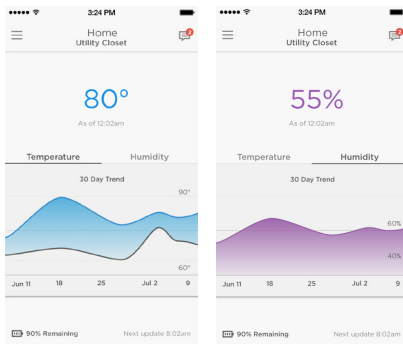 3:24 PM
Home
2
Utility Closet
80°
As of 12:02am
Temperature
Humidity
30 Day Trend
90°
60°
Jun 11 18 25 Jul 2 9
90% Remaining
Next update 8:02am
3:24 PM
Home
2
Utility Closet
55%
As of 12:02am
Temperature
Humidity
30 Day Trend
60%
40%
Jun 11 18 25 Jul 2 9
90% Remaining
Next update 8:02am